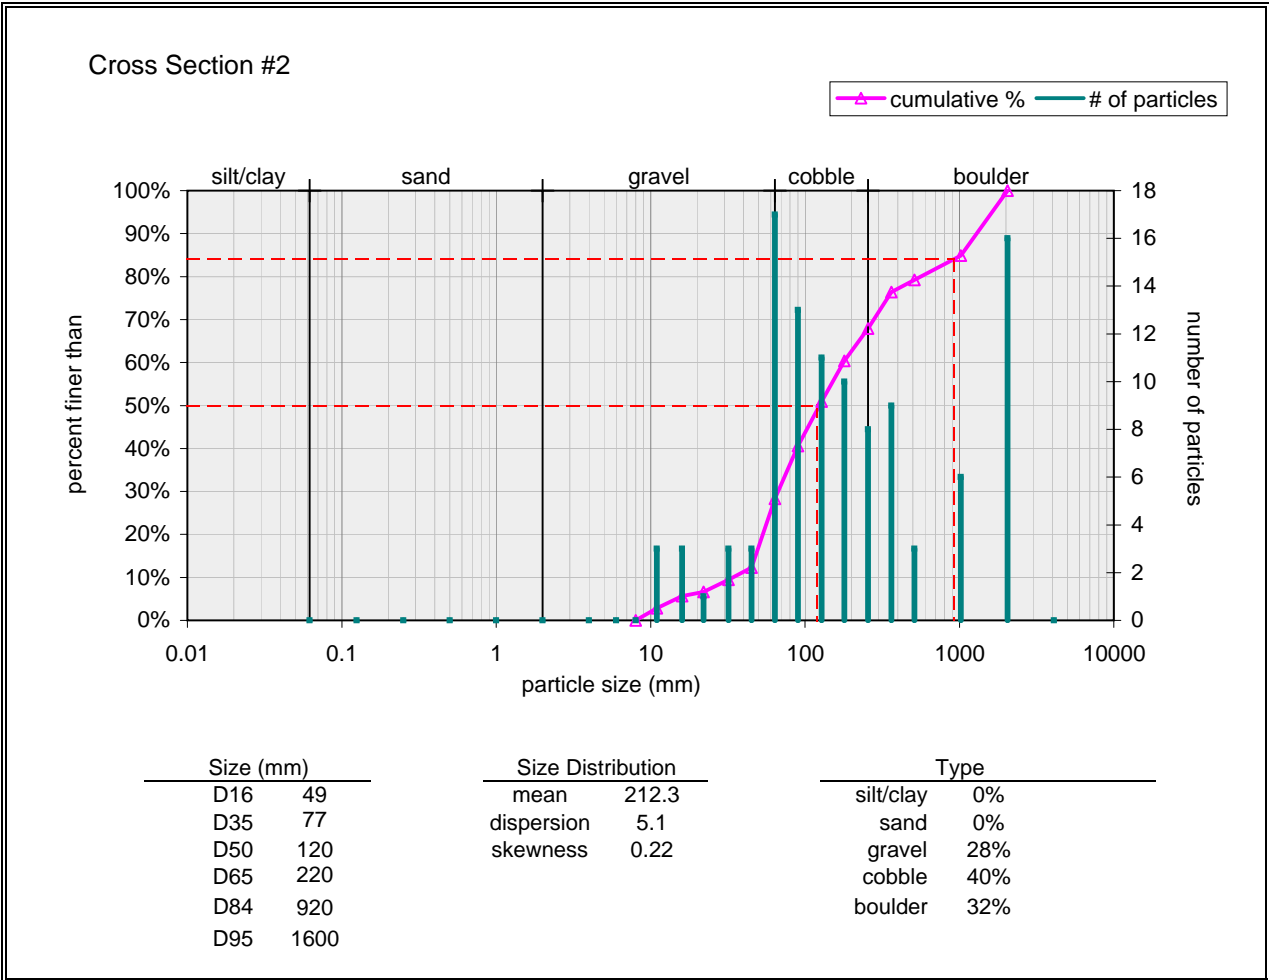 Cross Section #2
cumulative % # of particles
silt/clay sand gravel cobble boulder
100% 18
90% 16
80% 14
70% 12
60% 10
50% 8
40% 6
30% 4
20% 2
10% 0
0%
percent finer than
number of particles
0.01 0.1 1 10 100 1000 10000
particle size (mm)
Size (mm)
D16 49
D35 77
D50 120
D65 220
D84 920
D95 1600
Size Distribution
mean 212.3
dispersion 5.1
skewness 0.22
Type
silt/clay 0%
sand 0%
gravel 28%
cobble 40%
boulder 32%